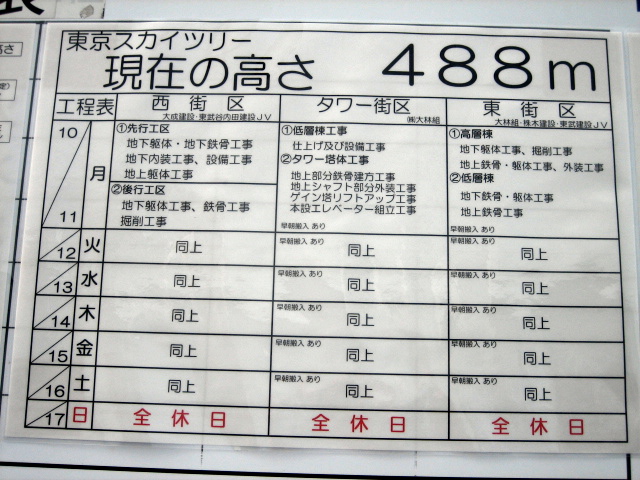 東京スカイツリー
現在の高さ 488m
工程表 西街区 タワー街区 東街区
大成建設・東武谷内田建設JV ㈱大林組 大林組・株木建設・東武建設JV
10 月 11
①先行工区
地下躯体・地下鉄骨工事
地下内装工事、設備工事
地上躯体工事
②後行工区
地下躯体工事、鉄骨工事
掘削工事
①低層棟工事
仕上げ及び設備工事
②タワー塔体工事
地上部分鉄骨建方工事
地上シャフト部分外装工事
ゲイン塔リフトアップ工事
本設エレベーター組立工事
早朝搬入 あり
①高層棟
地下躯体工事、掘削工事
地上鉄骨・躯体工事、外装工事
②低層棟
地下鉄骨・躯体工事
地上鉄骨工事
早朝搬入 あり
12 火 同上 早朝搬入 あり 同上 早朝搬入 あり 同上
13 水 同上 早朝搬入 あり 同上 早朝搬入 あり 同上
14 木 同上 早朝搬入 あり 同上 早朝搬入 あり 同上
15 金 同上 早朝搬入 あり 同上 早朝搬入 あり 同上
16 土 同上 早朝搬入 あり 同上 早朝搬入 あり 同上
17 日 全休日 全休日 全休日